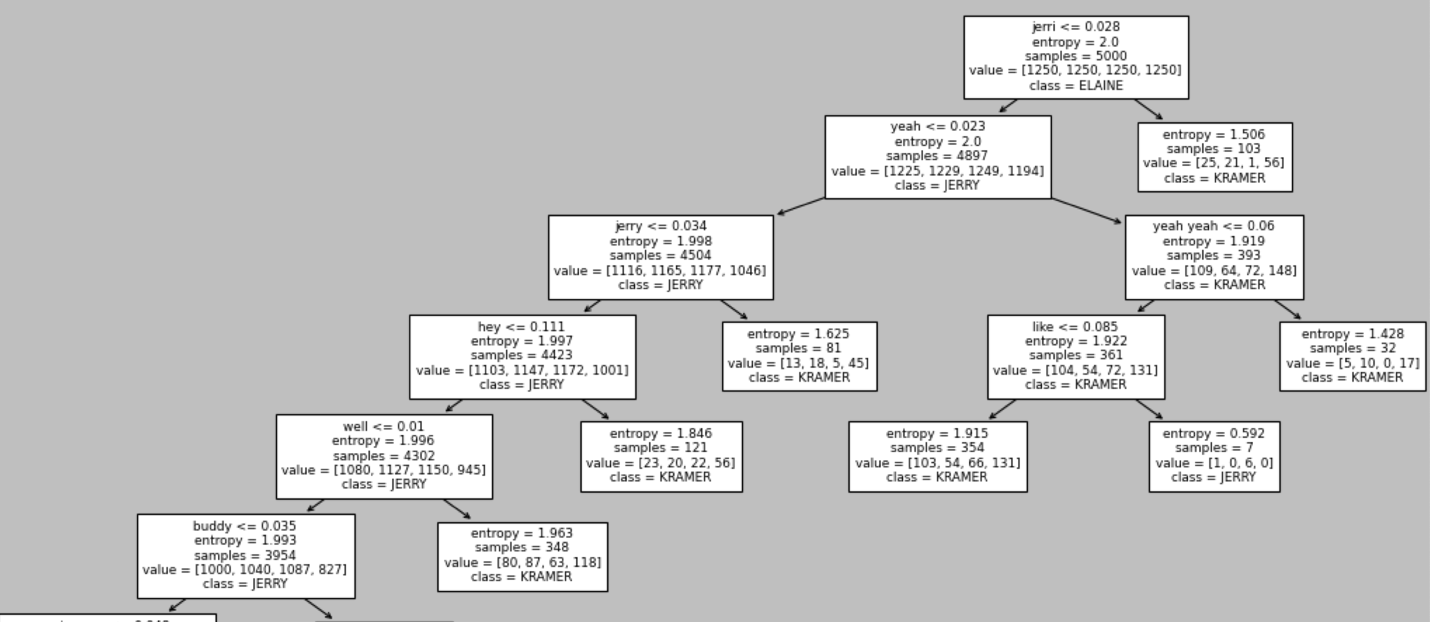 jerri <= 0.028
entropy = 2.0
samples = 5000
value = [1250, 1250, 1250, 1250]
class = ELAINE
yeah <= 0.023
entropy = 2.0
samples = 4897
value = [1225, 1229, 1249, 1194]
class = JERRY
entropy = 1.506
samples = 103
value = [25, 21, 1, 56]
class = KRAMER
jerry <= 0.034
entropy = 1.998
samples = 4504
value = [1116, 1165, 1177, 1046]
class = JERRY
yeah yeah <= 0.06
entropy = 1.919
samples = 393
value = [109, 64, 72, 148]
class = KRAMER
hey <= 0.111
entropy = 1.997
samples = 4423
value = [1103, 1147, 1172, 1001]
class = JERRY
entropy = 1.625
samples = 81
value = [13, 18, 5, 45]
class = KRAMER
like <= 0.085
entropy = 1.922
samples = 361
value = [104, 54, 72, 131]
class = KRAMER
entropy = 1.428
samples = 32
value = [5, 10, 0, 17]
class = KRAMER
well <= 0.01
entropy = 1.996
samples = 4302
value = [1080, 1127, 1150, 945]
class = JERRY
entropy = 1.846
samples = 121
value = [23, 20, 22, 56]
class = KRAMER
entropy = 1.915
samples = 354
value = [103, 54, 66, 131]
class = KRAMER
entropy = 0.592
samples = 7
value = [1, 0, 6, 0]
class = JERRY
buddy <= 0.035
entropy = 1.993
samples = 3954
value = [1000, 1040, 1087, 827]
class = JERRY
entropy = 1.963
samples = 348
value = [80, 87, 63, 118]
class = KRAMER